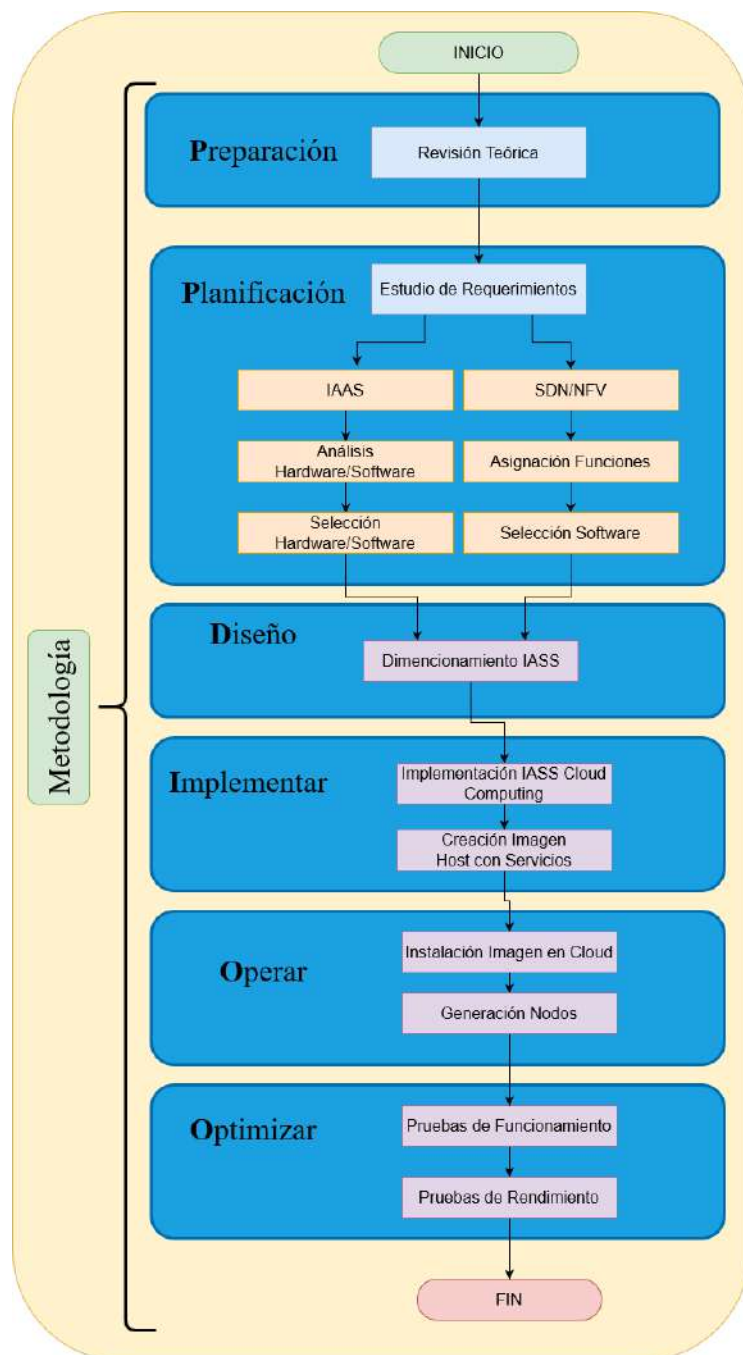 INICIO
Preparación
Revisión Teórica
Planificación
Estudio de Requerimientos
IAAS
SDN/NFV
Análisis
Hardware/Software
Asignación Funciones
Selección
Hardware/Software
Selección Software
Metodología
Diseño
Dimencionamiento IASS
Implementar
Implementación IASS Cloud
Computing
Creación Imagen
Host con Servicios
Operar
Instalación Imagen en Cloud
Generación Nodos
Optimizar
Pruebas de Funcionamiento
Pruebas de Rendimiento
FIN